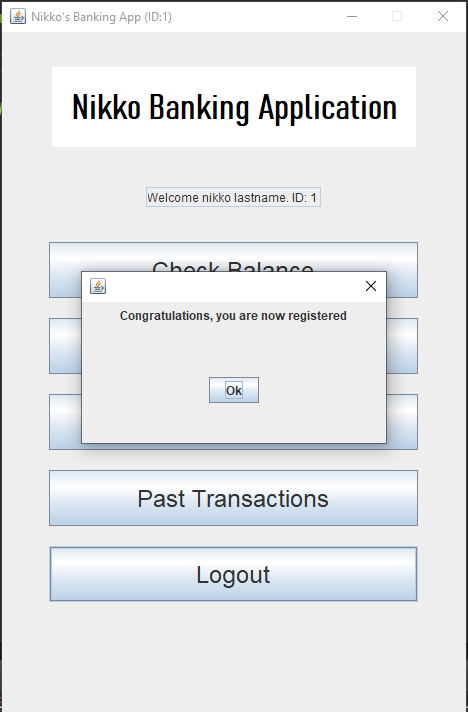 Nikko's Banking App (ID:1)
Nikko Banking Application
Welcome nikko lastname. ID: 1
Check Balance
Congratulations, you are now registered
Ok
Past Transactions
Logout